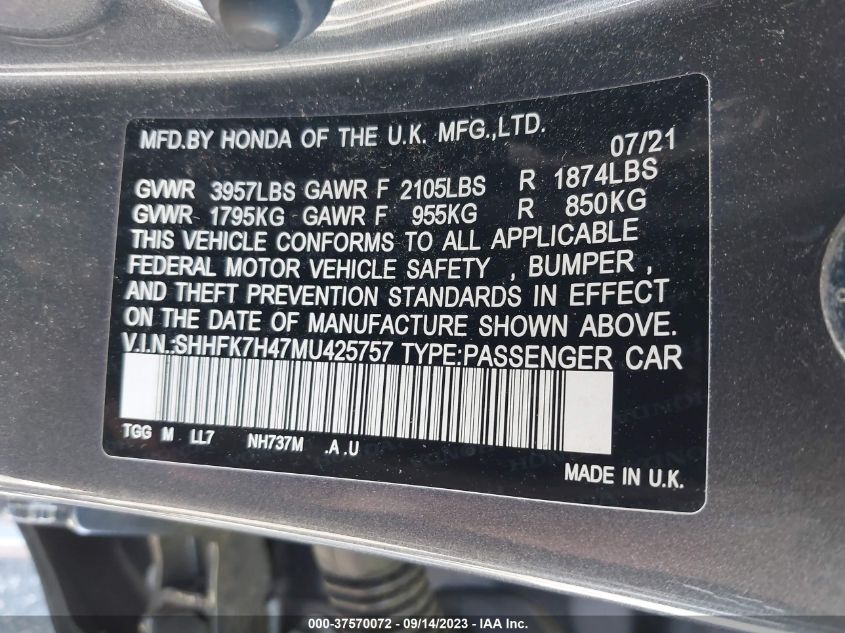 MFD.BY HONDA OF THE U.K. MFG.,LTD. 07/21
GVWR 3957LBS GAWR F 2105LBS R 1874LBS
GVWR 1795KG GAWR F 955KG R 850KG
THIS VEHICLE CONFORMS TO ALL APPLICABLE
FEDERAL MOTOR VEHICLE SAFETY , BUMPER ,
AND THEFT PREVENTION STANDARDS IN EFFECT
ON THE DATE OF MANUFACTURE SHOWN ABOVE.
V.I.N.:SHHFK7H47MU425757 TYPE:PASSENGER CAR
TGG M LL7 NH737M .A.U
MADE IN U.K.
000-37570072 - 09/14/2023 - IAA Inc.